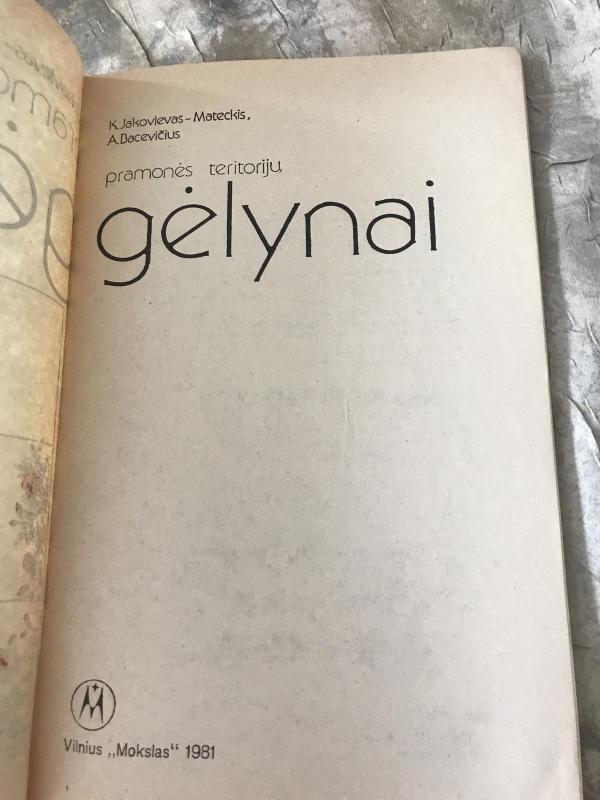 K. Jakovlevas-Mateckis,
A. Bacevičius
pramonės teritorijų
gėlynai
M
Vilnius „Mokslas“ 1981